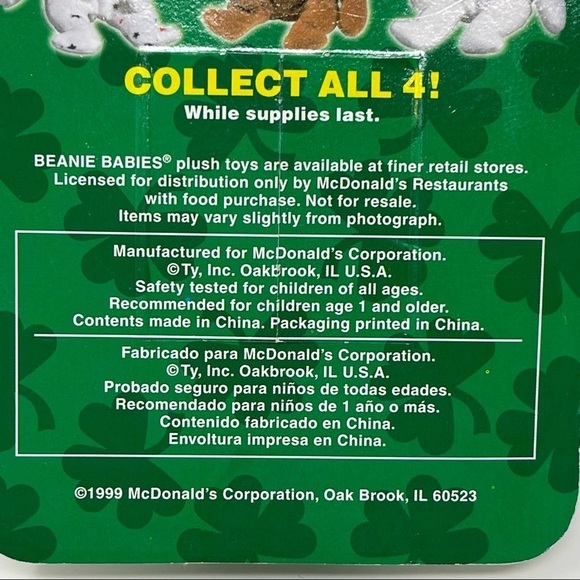 COLLECT ALL 4!
While supplies last.
BEANIE BABIES® plush toys are available at finer retail stores.
Licensed for distribution only by McDonald's Restaurants
with food purchase. Not for resale.
Items may vary slightly from photograph.
Manufactured for McDonald's Corporation.
©Ty, Inc. Oakbrook, IL U.S.A.
Safety tested for children of all ages.
Recommended for children age 1 and older.
Contents made in China. Packaging printed in China.
Fabricado para McDonald's Corporation.
©Ty, Inc. Oakbrook, IL U.S.A.
Probado seguro para niños de todas edades.
Recomendado para niños de 1 año o más.
Contenido fabricado en China.
Envoltura impresa en China.
©1999 McDonald's Corporation, Oak Brook, IL 60523